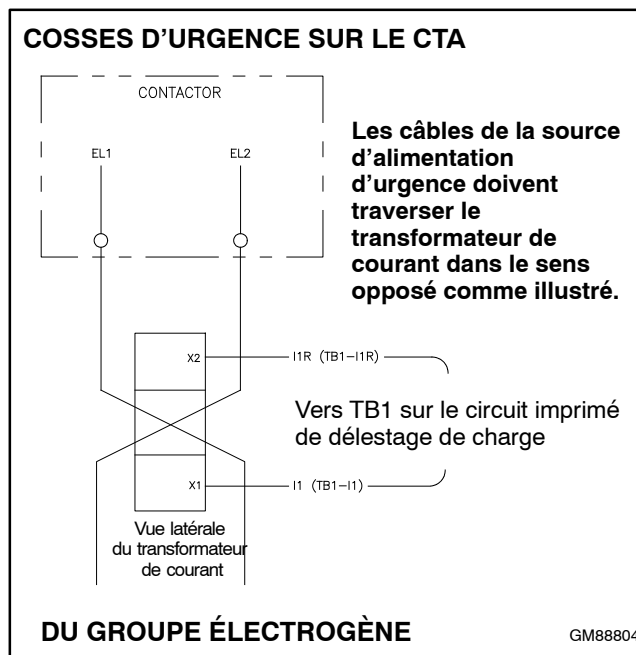 COSSES D’URGENCE SUR LE CTA
CONTACTOR
EL1
EL2
Les câbles de la source
d’alimentation
d’urgence doivent
traverser le
transformateur de
courant dans le sens
opposé comme illustré.
X2
I1R (TB1–I1R)
Vers TB1 sur le circuit imprimé
de délestage de charge
X1
I1 (TB1–I1)
Vue latérale
du transformateur
de courant
DU GROUPE ÉLECTROGÈNE
GM88804